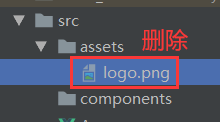 src
assets
删除
logo.png
components